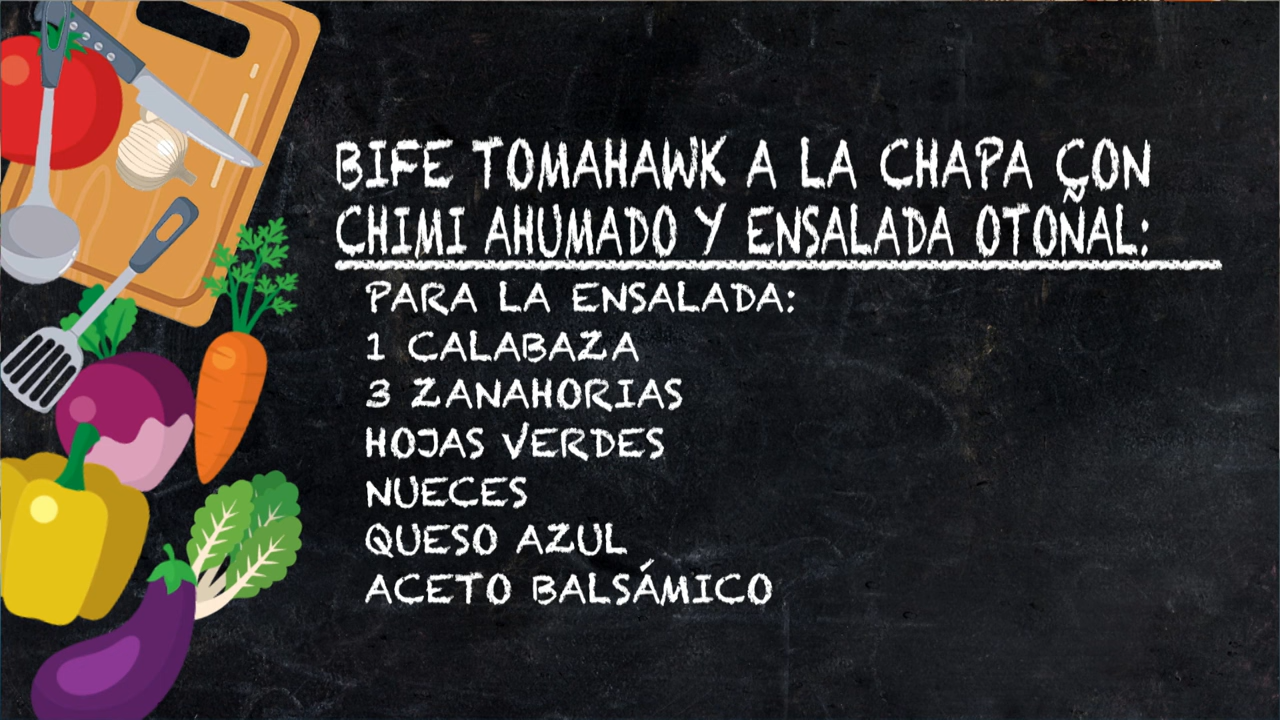 BIFE TOMAHAWK A LA CHAPA CON
CHIMI AHUMADO Y ENSALADA OTOÑAL:
PARA LA ENSALADA:
1 CALABAZA
3 ZANAHORIAS
HOJAS VERDES
NUECES
QUESO AZUL
ACETO BALSÁMICO